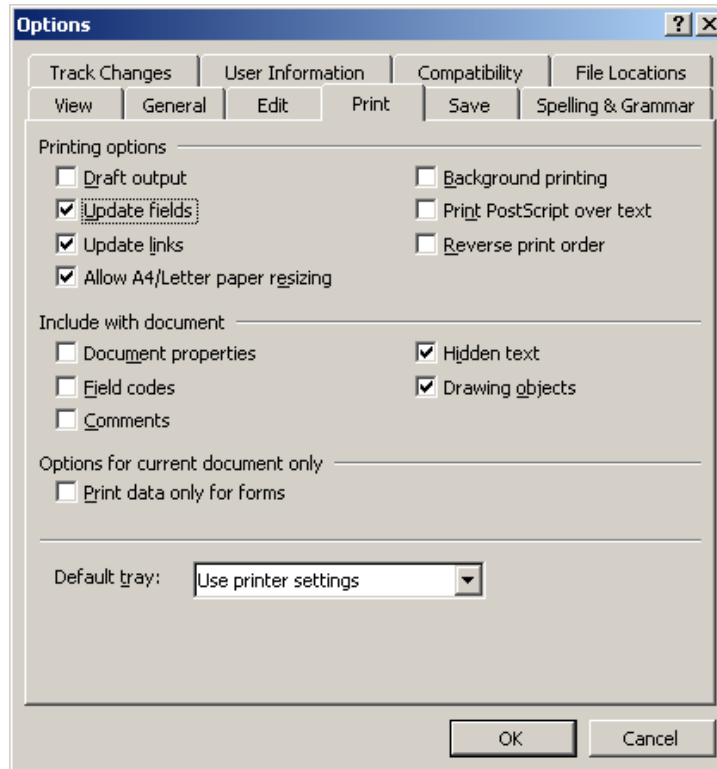 Options
Track Changes User Information Compatibility File Locations
View General Edit Print Save Spelling & Grammar
Printing options
Draft output Background printing
Update fields Print PostScript over text
Update links Reverse print order
Allow A4/Letter paper resizing
Include with document
Document properties Hidden text
Field codes Drawing objects
Comments
Options for current document only
Print data only for forms
Default tray: Use printer settings
OK Cancel